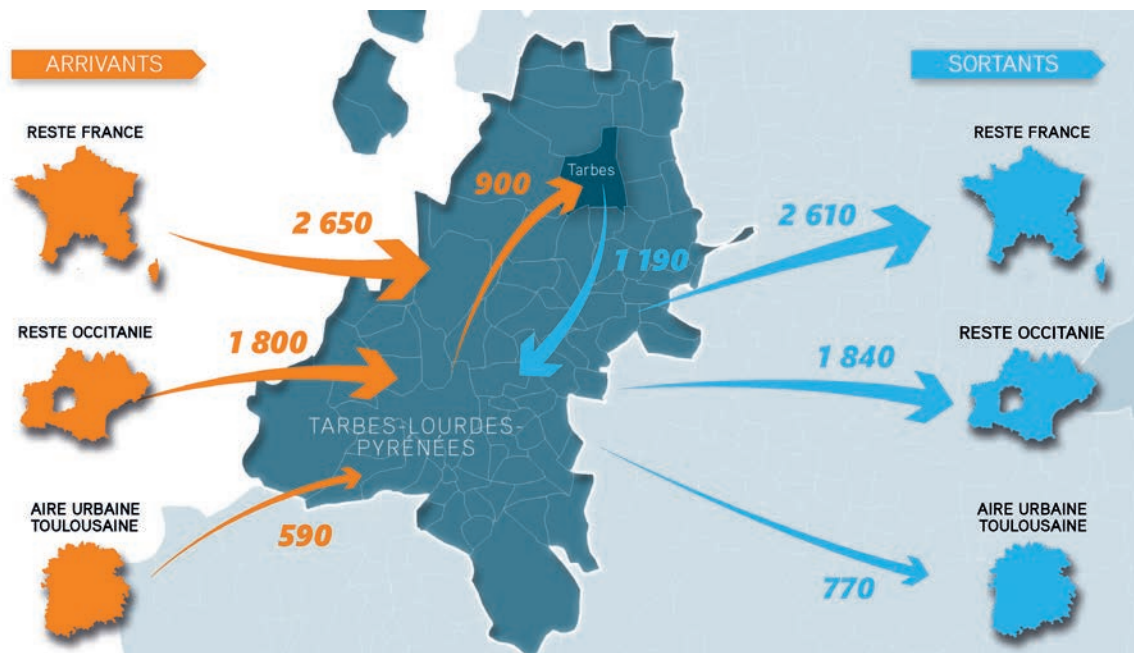 ARRIVANTS
SORTANTS
RESTE FRANCE
RESTE FRANCE
Tarbes
900
2 650
2 610
1 190
RESTE OCCITANIE
RESTE OCCITANIE
1 800
1 840
TARBES-LOURDES-
PYRÉNÉES
AIRE URBAINE
TOULOUSAINE
AIRE URBAINE
TOULOUSAINE
590
770